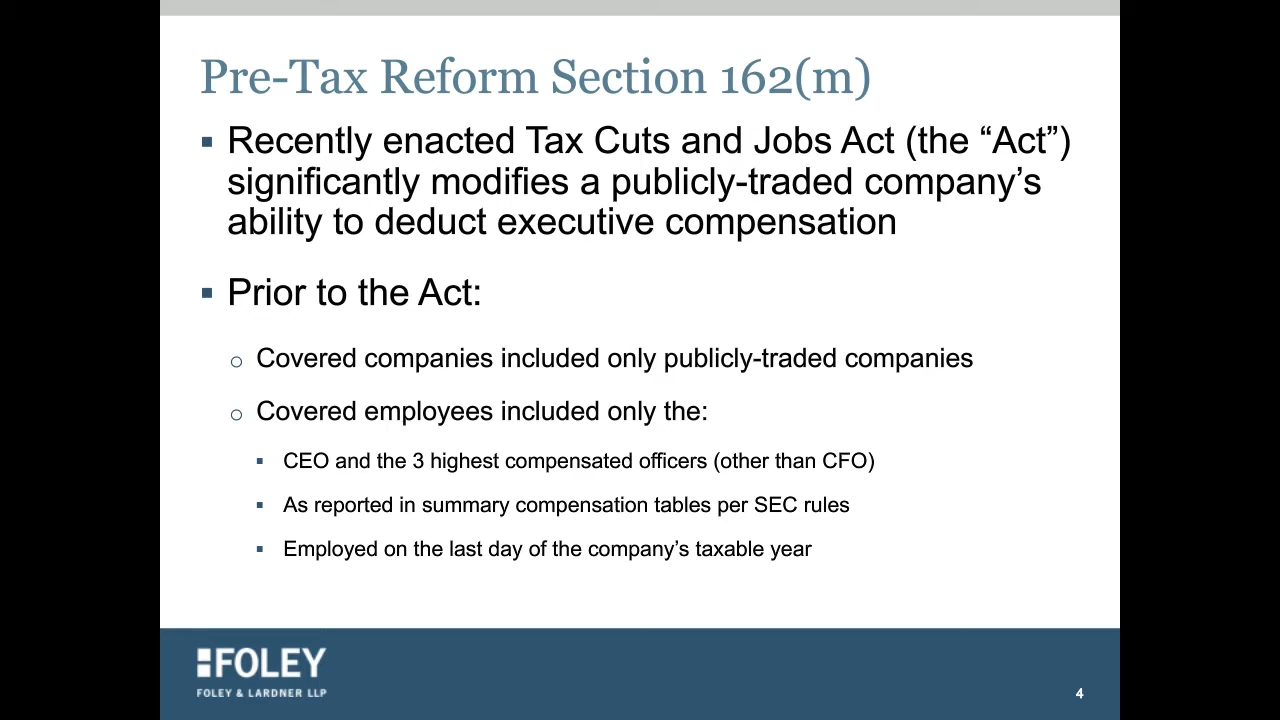 Pre-Tax Reform Section 162(m)
▪ Recently enacted Tax Cuts and Jobs Act (the “Act”)
significantly modifies a publicly-traded company’s
ability to deduct executive compensation
▪ Prior to the Act:
o Covered companies included only publicly-traded companies
o Covered employees included only the:
▪ CEO and the 3 highest compensated officers (other than CFO)
▪ As reported in summary compensation tables per SEC rules
▪ Employed on the last day of the company’s taxable year
FOLEY
FOLEY & LARDNER LLP
4